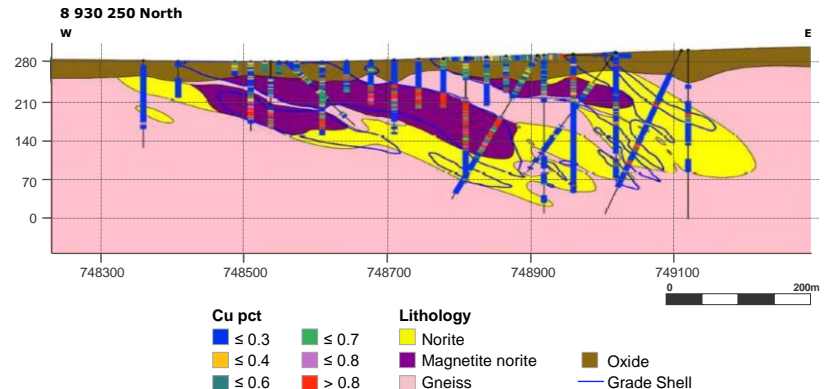 8 930 250 North
W E
280
210
140
70
0
748300 748500 748700 748900 749100
0 200m
Cu pct Lithology
≤ 0.3 ≤ 0.7 Norite
≤ 0.4 ≤ 0.8 Magnetite norite Oxide
≤ 0.6 > 0.8 Gneiss Grade Shell